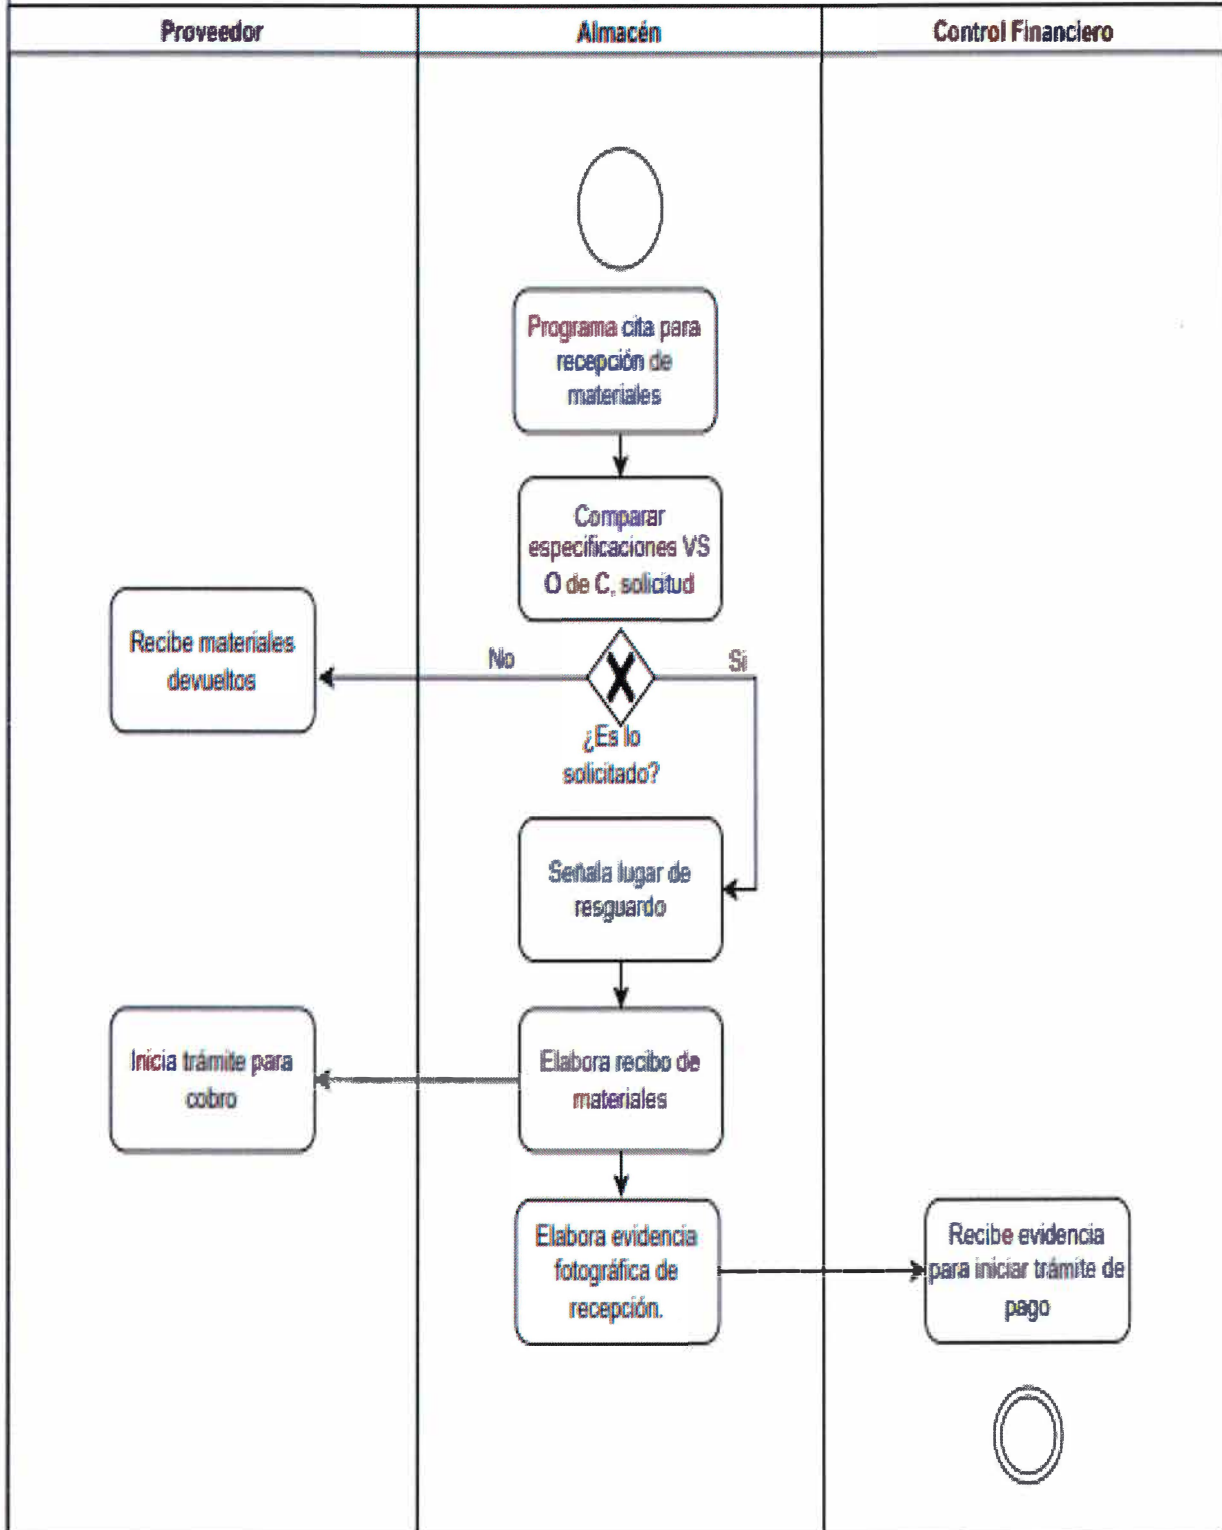 Proveedor
Almacén
Control Financiero
Programa cita para
recepción de
materiales
Comparar
especificaciones VS
O de C, solicitud
Recibe materiales
devueltos
No
Si
¿Es lo
solicitado?
Señala lugar de
resguardo
Inicia trámite para
cobro
Elabora recibo de
materiales
Elabora evidencia
fotográfica de
recepción.
Recibe evidencia
para iniciar trámite de
pago